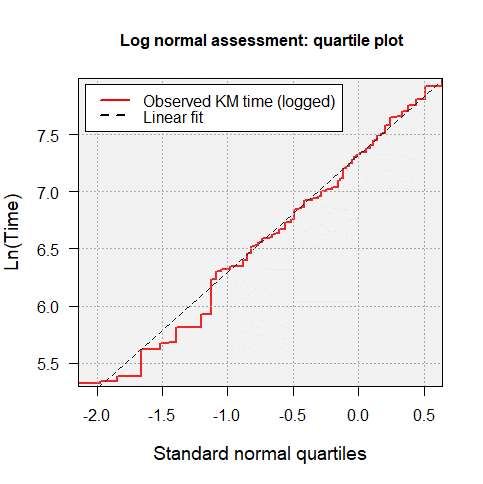 Log normal assessment: quartile plot
Observed KM time (logged)
Linear fit
Ln(Time)
7.5
7.0
6.5
6.0
5.5
-2.0 -1.5 -1.0 -0.5 0.0 0.5
Standard normal quartiles